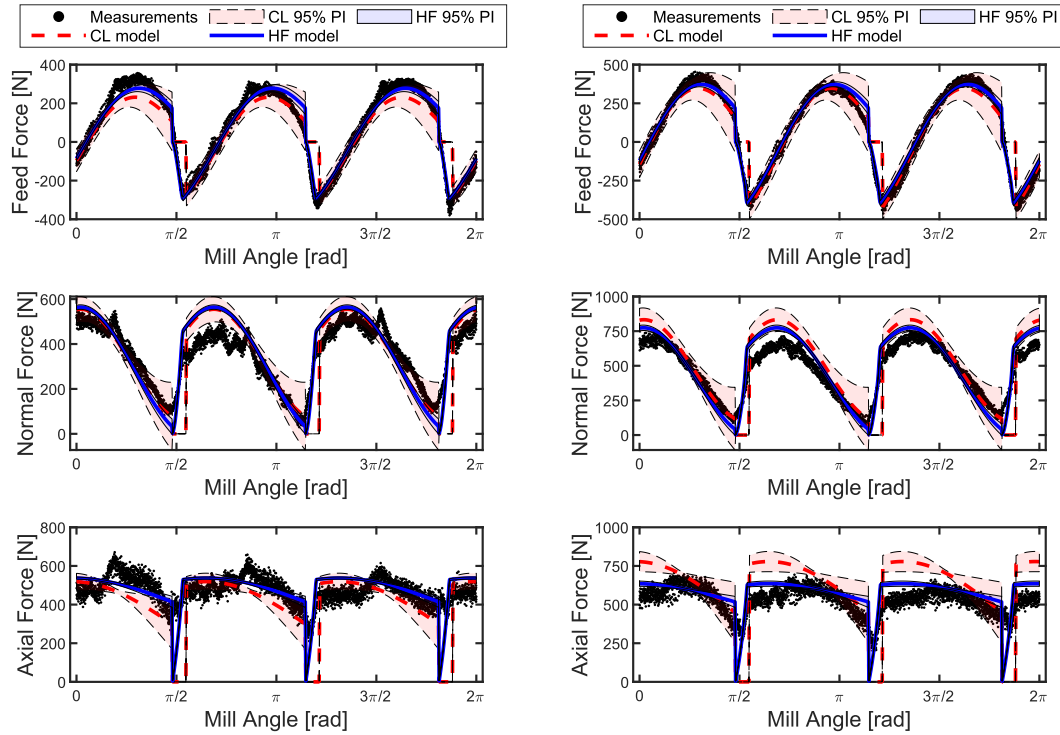 Measurements CL 95% PI HF 95% PI
CL model HF model
Measurements CL 95% PI HF 95% PI
CL model HF model
400
200
0
-200
-400
Feed Force [N]
0 π/2 π 3π/2 2π
Mill Angle [rad]
500
250
0
-250
-500
Feed Force [N]
0 π/2 π 3π/2 2π
Mill Angle [rad]
600
400
200
0
Normal Force [N]
0 π/2 π 3π/2 2π
Mill Angle [rad]
1000
750
500
250
0
Normal Force [N]
0 π/2 π 3π/2 2π
Mill Angle [rad]
800
600
400
200
0
Axial Force [N]
0 π/2 π 3π/2 2π
Mill Angle [rad]
1000
750
500
250
0
Axial Force [N]
0 π/2 π 3π/2 2π
Mill Angle [rad]